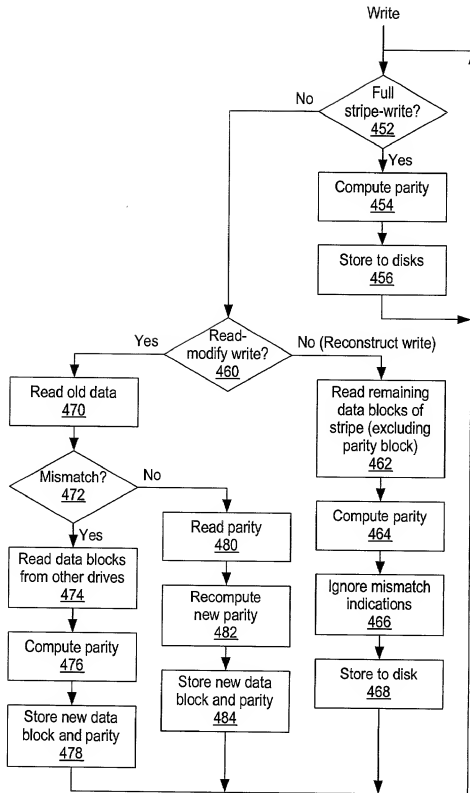 Write
Full
stripe-write?
452
No
Yes
Compute parity
454
Store to disks
456
Read-
modify write?
460
Yes
No (Reconstruct write)
Read old data
470
Read remaining
data blocks of
stripe (excluding
parity block)
462
Mismatch?
472
No
Yes
Read parity
480
Compute parity
464
Read data blocks
from other drives
474
Recompute
new parity
482
Ignore mismatch
indications
466
Compute parity
476
Store new data
block and parity
484
Store to disk
468
Store new data
block and parity
478